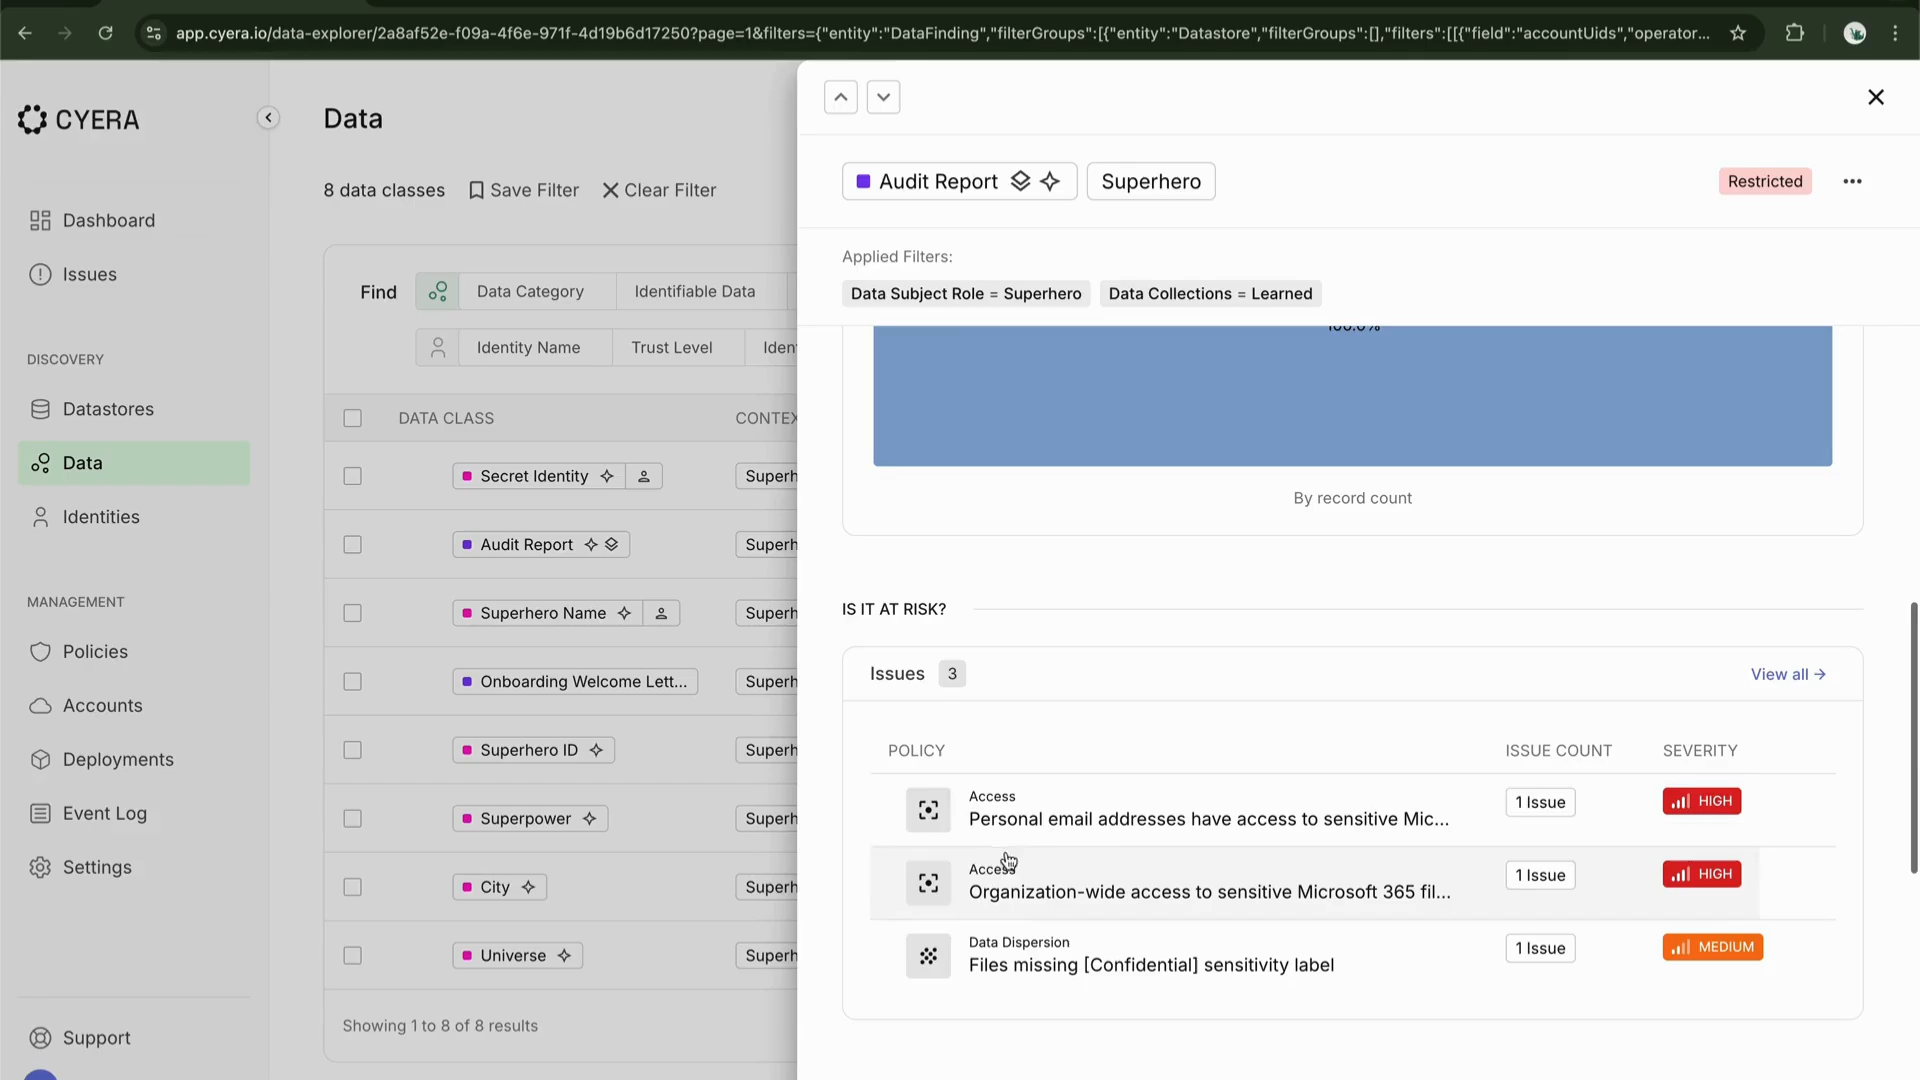 app.cyera.io/data-explorer/2a8af52e-f09a-4f6e-971f-4d19b6d17250?page=1&filters={"entity":"DataFinding","filterGroups":[{"entity":"Datastore","filterGroups":[],"filters":[[{"field":"accountUids","operator...
CYERA
Dashboard
Issues
DISCOVERY
Datastores
Data
Identities
MANAGEMENT
Policies
Accounts
Deployments
Event Log
Settings
Support
Data
8 data classes
Save Filter
Clear Filter
Find
Data Category
Identifiable Data
Identity Name
Trust Level
Iden
DATA CLASS
CONTEX
Secret Identity
Superh
Audit Report
Superh
Superhero Name
Superh
Onboarding Welcome Lett...
Superh
Superhero ID
Superh
Superpower
Superh
City
Superh
Universe
Superh
Showing 1 to 8 of 8 results
Audit Report
Superhero
Restricted
Applied Filters:
Data Subject Role = Superhero
Data Collections = Learned
100.0%
By record count
IS IT AT RISK?
Issues 3
View all →
POLICY
ISSUE COUNT
SEVERITY
Access
Personal email addresses have access to sensitive Mic...
1 Issue
HIGH
Access
Organization-wide access to sensitive Microsoft 365 fil...
1 Issue
HIGH
Data Dispersion
Files missing [Confidential] sensitivity label
1 Issue
MEDIUM